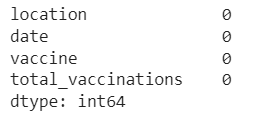 location 0
date 0
vaccine 0
total_vaccinations 0
dtype: int64